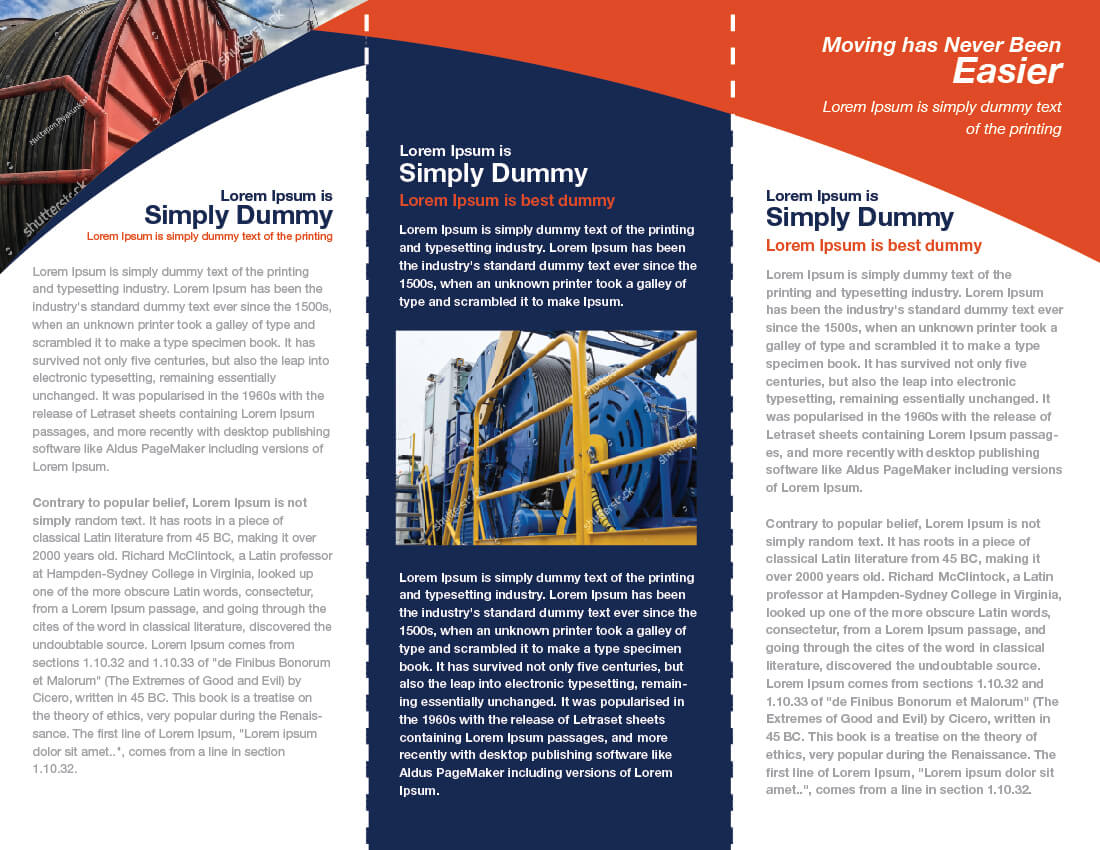 shutterstock
Nuttapon Piyakunkiat
shutterstock
Lorem Ipsum is
Simply Dummy
Lorem Ipsum is simply dummy text of the printing
Lorem Ipsum is simply dummy text of the printing
and typesetting industry. Lorem Ipsum has been the
industry's standard dummy text ever since the 1500s,
when an unknown printer took a galley of type and
scrambled it to make a type specimen book. It has
survived not only five centuries, but also the leap into
electronic typesetting, remaining essentially
unchanged. It was popularised in the 1960s with the
release of Letraset sheets containing Lorem Ipsum
passages, and more recently with desktop publishing
software like Aldus PageMaker including versions of
Lorem Ipsum.
Contrary to popular belief, Lorem Ipsum is not
simply random text. It has roots in a piece of
classical Latin literature from 45 BC, making it over
2000 years old. Richard McClintock, a Latin professor
at Hampden-Sydney College in Virginia, looked up
one of the more obscure Latin words, consectetur,
from a Lorem Ipsum passage, and going through the
cites of the word in classical literature, discovered the
undoubtable source. Lorem Ipsum comes from
sections 1.10.32 and 1.10.33 of "de Finibus Bonorum
et Malorum" (The Extremes of Good and Evil) by
Cicero, written in 45 BC. This book is a treatise on
the theory of ethics, very popular during the Renais-
sance. The first line of Lorem Ipsum, "Lorem ipsum
dolor sit amet..", comes from a line in section
1.10.32.
Lorem Ipsum is
Simply Dummy
Lorem Ipsum is best dummy
Lorem Ipsum is simply dummy text of the printing
and typesetting industry. Lorem Ipsum has been
the industry's standard dummy text ever since the
1500s, when an unknown printer took a galley of
type and scrambled it to make Ipsum.
shutterstock
shutterstock
shutterstock
shutterstock
Lorem Ipsum is simply dummy text of the printing
and typesetting industry. Lorem Ipsum has been
the industry's standard dummy text ever since the
1500s, when an unknown printer took a galley of
type and scrambled it to make a type specimen
book. It has survived not only five centuries, but
also the leap into electronic typesetting, remain-
ing essentially unchanged. It was popularised in
the 1960s with the release of Letraset sheets
containing Lorem Ipsum passages, and more
recently with desktop publishing software like
Aldus PageMaker including versions of Lorem
Ipsum.
Moving has Never Been
Easier
Lorem Ipsum is simply dummy text
of the printing
Lorem Ipsum is
Simply Dummy
Lorem Ipsum is best dummy
Lorem Ipsum is simply dummy text of the
printing and typesetting industry. Lorem Ipsum
has been the industry's standard dummy text ever
since the 1500s, when an unknown printer took a
galley of type and scrambled it to make a type
specimen book. It has survived not only five
centuries, but also the leap into electronic
typesetting, remaining essentially unchanged. It
was popularised in the 1960s with the release of
Letraset sheets containing Lorem Ipsum passag-
es, and more recently with desktop publishing
software like Aldus PageMaker including versions
of Lorem Ipsum.
Contrary to popular belief, Lorem Ipsum is not
simply random text. It has roots in a piece of
classical Latin literature from 45 BC, making it
over 2000 years old. Richard McClintock, a Latin
professor at Hampden-Sydney College in Virginia,
looked up one of the more obscure Latin words,
consectetur, from a Lorem Ipsum passage, and
going through the cites of the word in classical
literature, discovered the undoubtable source.
Lorem Ipsum comes from sections 1.10.32 and
1.10.33 of "de Finibus Bonorum et Malorum" (The
Extremes of Good and Evil) by Cicero, written in
45 BC. This book is a treatise on the theory of
ethics, very popular during the Renaissance. The
first line of Lorem Ipsum, "Lorem ipsum dolor sit
amet..", comes from a line in section 1.10.32.